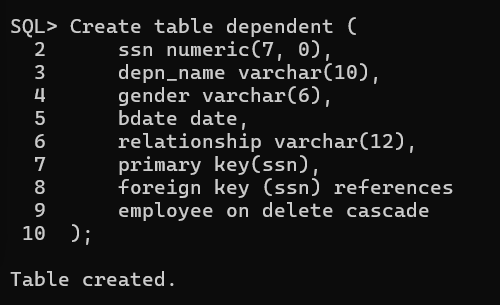 SQL> Create table dependent (
  2      ssn numeric(7, 0),
  3      depn_name varchar(10),
  4      gender varchar(6),
  5      bdate date,
  6      relationship varchar(12),
  7      primary key(ssn),
  8      foreign key (ssn) references
  9      employee on delete cascade
 10  );
Table created.